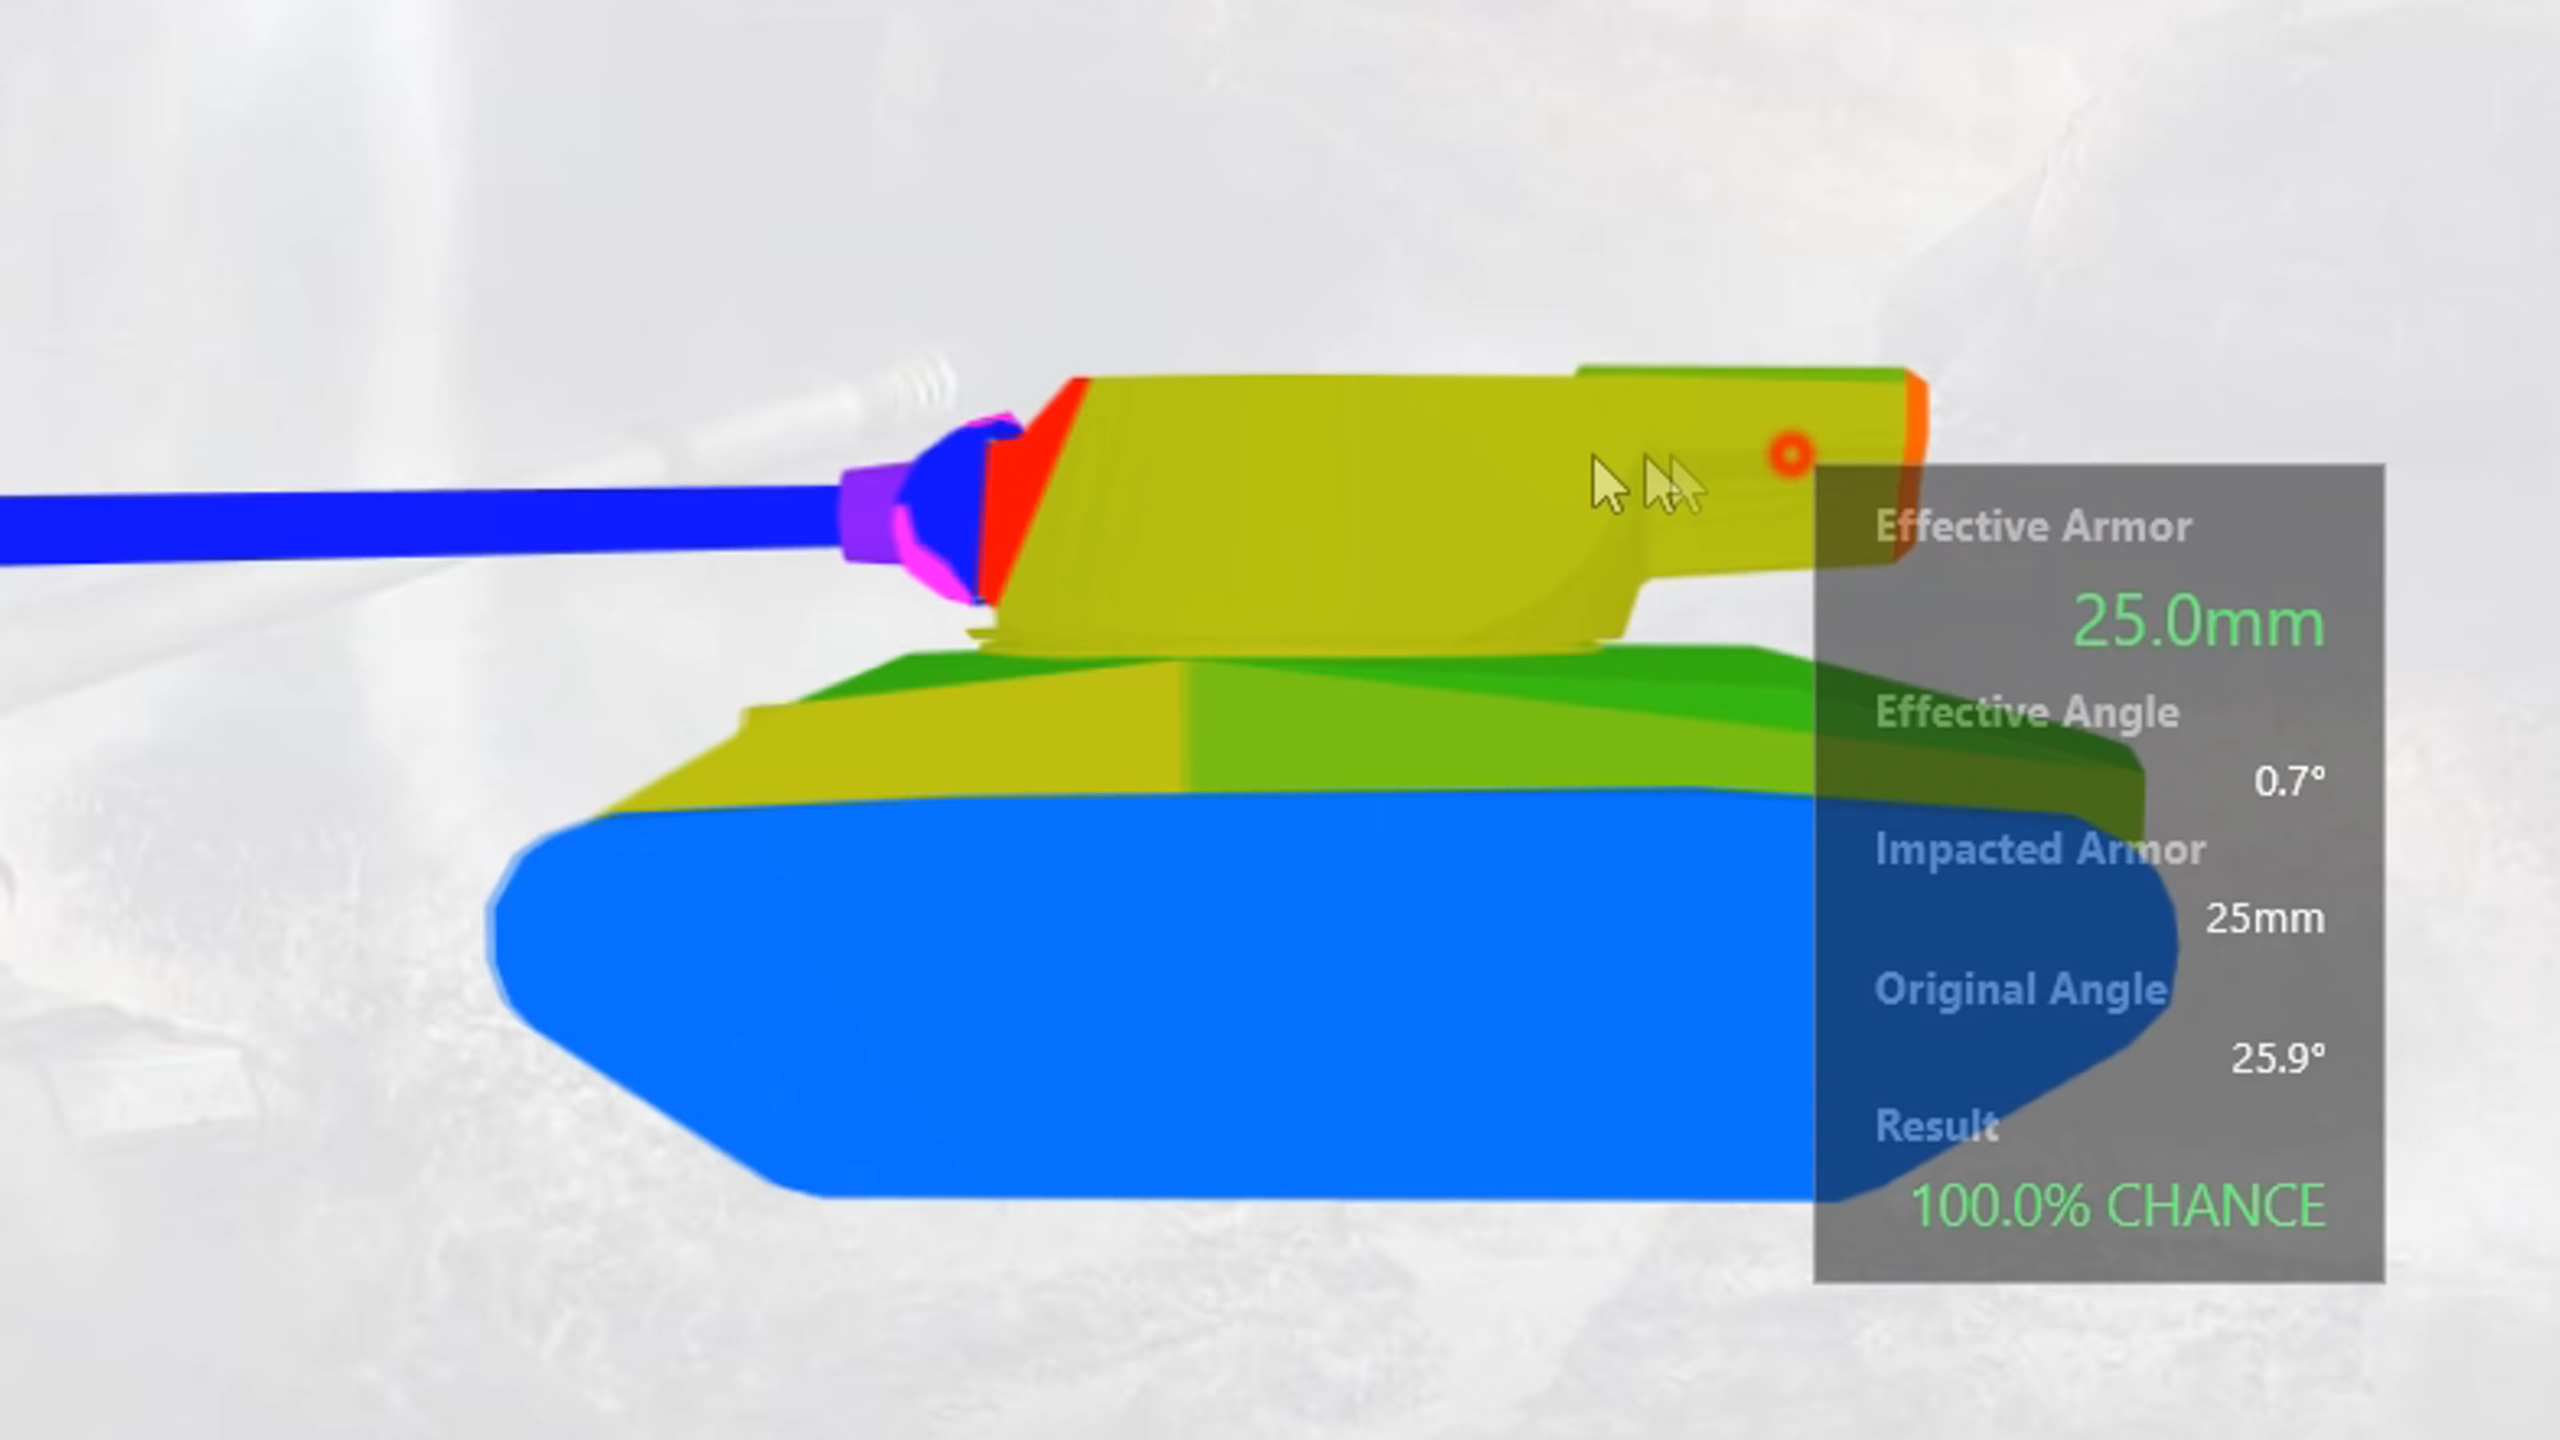 Effective Armor
25.0mm
Effective Angle
0.7°
Impacted Armor
25mm
Original Angle
25.9°
Result
100.0% CHANCE